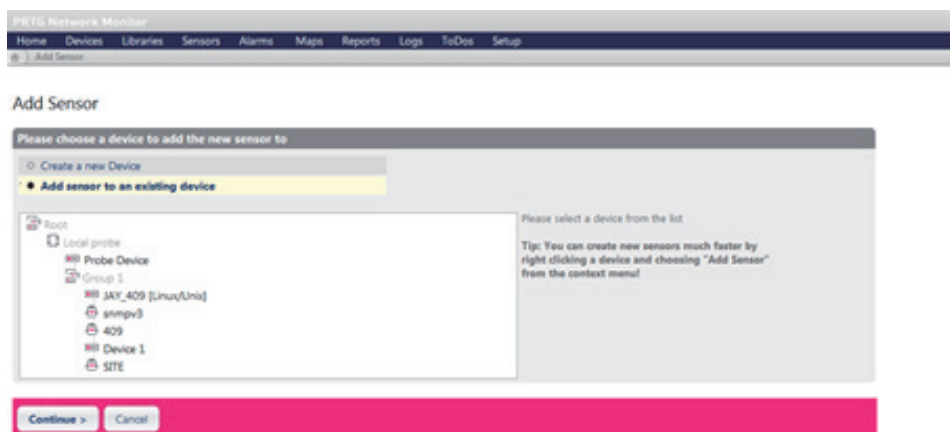 PRTG Network Monitor
Home Devices Libraries Sensors Alarms Maps Reports Logs ToDos Setup
Add Sensor
Add Sensor
Please choose a device to add the new sensor to
Create a new Device
Add sensor to an existing device
Root
Local probe
Probe Device
Group 1
JAY_409 [Linux/Unix]
snmpv3
409
Device 1
SITE
Please select a device from the list
Tip: You can create new sensors much faster by
right clicking a device and choosing "Add Sensor"
from the context menu!
Continue > Cancel